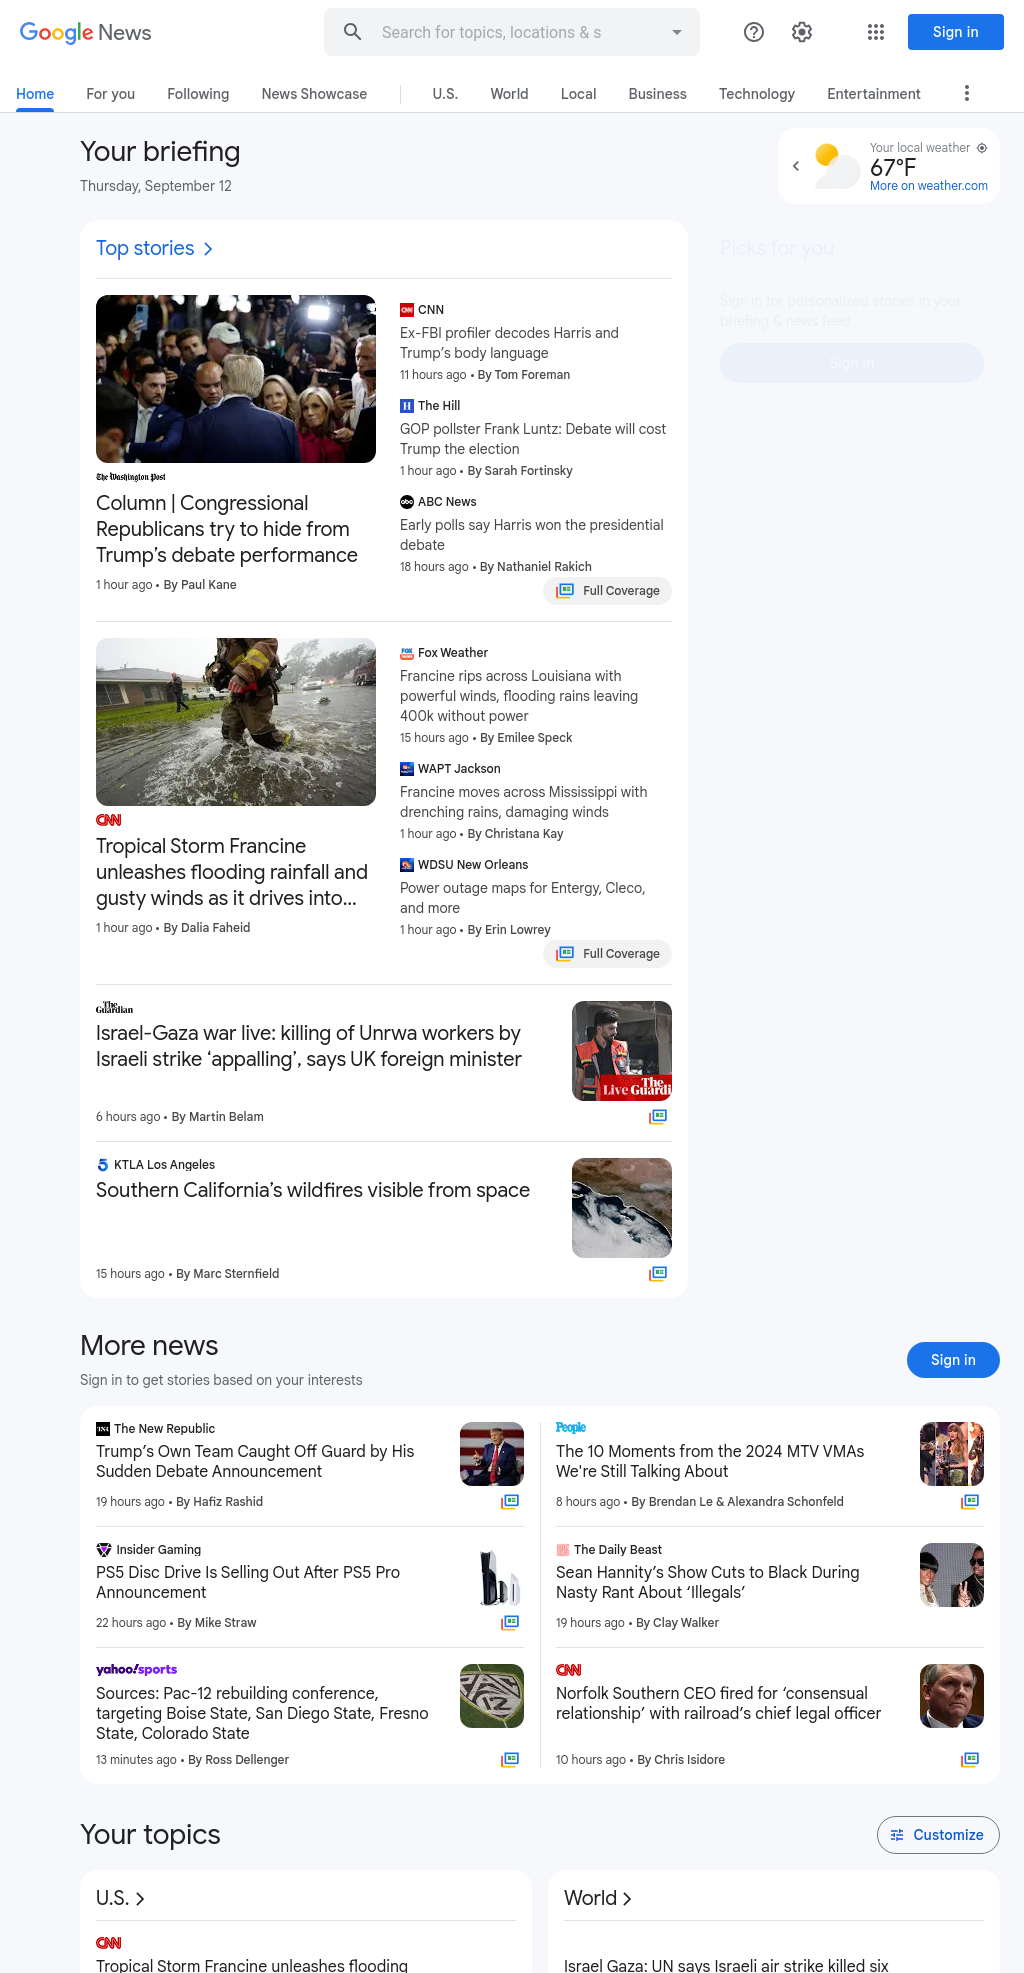 Google News
Search for topics, locations & s
Sign in
Home
For you
Following
News Showcase
U.S.
World
Local
Business
Technology
Entertainment
Your briefing
Thursday, September 12
Your local weather
67°F
More on weather.com
Top stories
Picks for you
Sign in for personalized stories in your
briefing & news feed
Sign in
The Washington Post
Column | Congressional
Republicans try to hide from
Trump’s debate performance
1 hour ago • By Paul Kane
CNN
CNN
Ex-FBI profiler decodes Harris and
Trump’s body language
11 hours ago • By Tom Foreman
H
The Hill
GOP pollster Frank Luntz: Debate will cost
Trump the election
1 hour ago • By Sarah Fortinsky
abc
ABC News
Early polls say Harris won the presidential
debate
18 hours ago • By Nathaniel Rakich
Full Coverage
CNN
Tropical Storm Francine
unleashes flooding rainfall and
gusty winds as it drives into...
1 hour ago • By Dalia Faheid
FOX
Fox Weather
Francine rips across Louisiana with
powerful winds, flooding rains leaving
400k without power
15 hours ago • By Emilee Speck
WAPT Jackson
Francine moves across Mississippi with
drenching rains, damaging winds
1 hour ago • By Christana Kay
WDSU New Orleans
Power outage maps for Entergy, Cleco,
and more
1 hour ago • By Erin Lowrey
Full Coverage
The
Guardian
Israel-Gaza war live: killing of Unrwa workers by
Israeli strike ‘appalling’, says UK foreign minister
6 hours ago • By Martin Belam
The
Live Guardi
5
KTLA Los Angeles
Southern California’s wildfires visible from space
15 hours ago • By Marc Sternfield
More news
Sign in to get stories based on your interests
Sign in
TNR
The New Republic
Trump’s Own Team Caught Off Guard by His
Sudden Debate Announcement
19 hours ago • By Hafiz Rashid
Insider Gaming
PS5 Disc Drive Is Selling Out After PS5 Pro
Announcement
22 hours ago • By Mike Straw
yahoo!sports
Sources: Pac-12 rebuilding conference,
targeting Boise State, San Diego State, Fresno
State, Colorado State
13 minutes ago • By Ross Dellenger
PAC
12
People
The 10 Moments from the 2024 MTV VMAs
We're Still Talking About
8 hours ago • By Brendan Le & Alexandra Schonfeld
The Daily Beast
Sean Hannity’s Show Cuts to Black During
Nasty Rant About ‘Illegals’
19 hours ago • By Clay Walker
CNN
Norfolk Southern CEO fired for ‘consensual
relationship’ with railroad’s chief legal officer
10 hours ago • By Chris Isidore
Your topics
Customize
U.S.
CNN
Tropical Storm Francine unleashes flooding
World
Israel Gaza: UN says Israeli air strike killed six